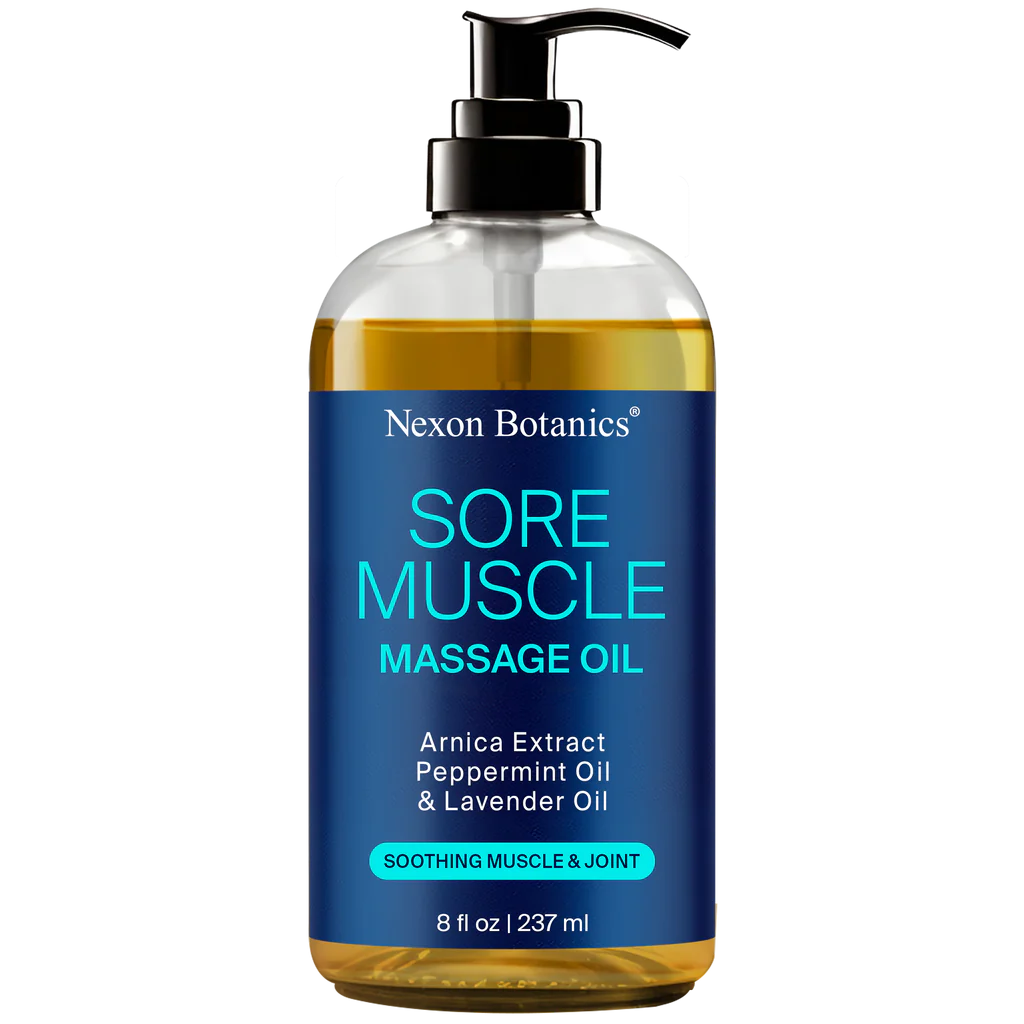 Nexon Botanics®
SORE
MUSCLE
MASSAGE OIL
Arnica Extract
Peppermint Oil
& Lavender Oil
SOOTHING MUSCLE & JOINT
8 fl oz | 237 ml